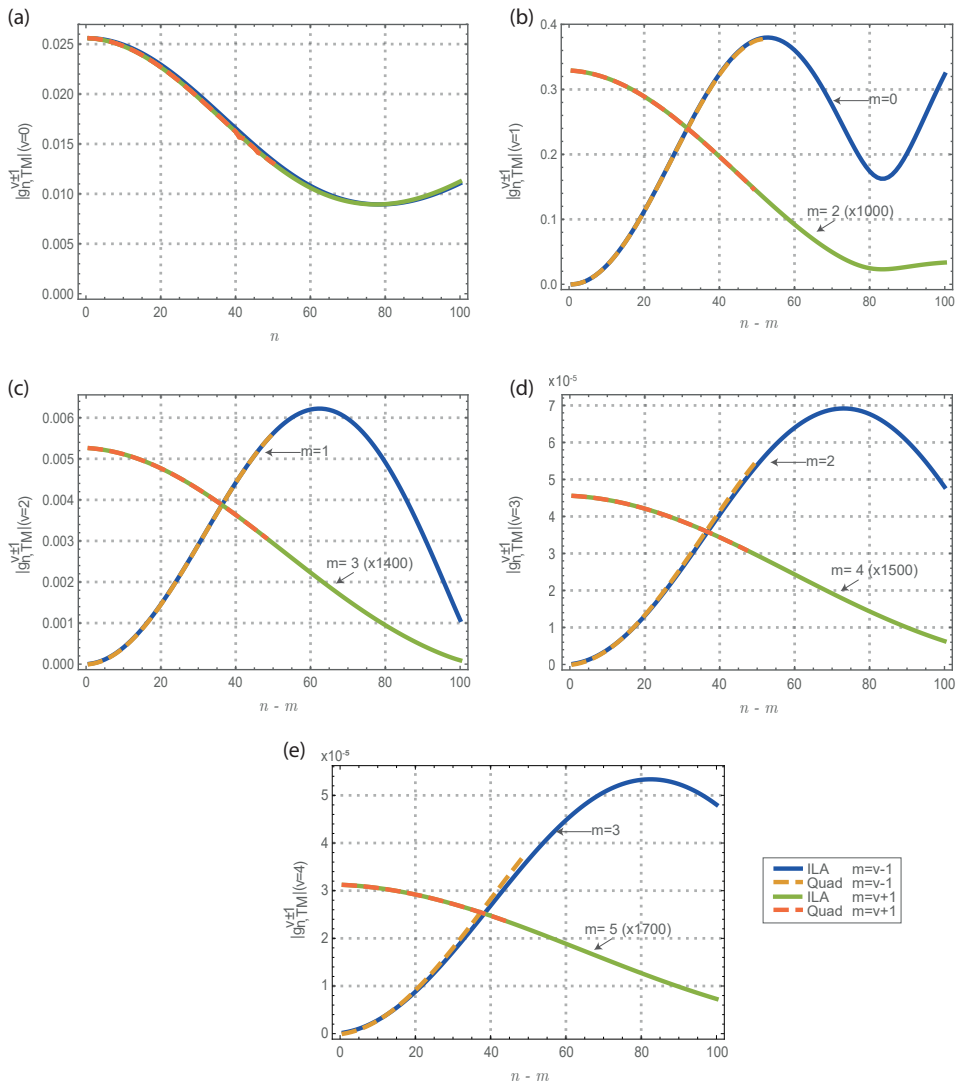 (a)
0.025
0.020
0.015
0.010
0.005
0.000
0 20 40 60 80 100
n
|g n,TM v±1|(v=0)
(b)
0.4
0.3
0.2
0.1
0.0
0 20 40 60 80 100
n - m
|g n,TM v±1|(v=1)
m=0
m= 2 (x1000)
(c)
0.006
0.005
0.004
0.003
0.002
0.001
0.000
0 20 40 60 80 100
n - m
|g n,TM v±1|(v=2)
m=1
m= 3 (x1400)
(d)
x10-5
7
6
5
4
3
2
1
0
0 20 40 60 80 100
n - m
|g n,TM v±1|(v=3)
m=2
m= 4 (x1500)
(e)
x10-5
5
4
3
2
1
0
0 20 40 60 80 100
n - m
|g n,TM v±1|(v=4)
m=3
m= 5 (x1700)
ILA m=v-1
Quad m=v-1
ILA m=v+1
Quad m=v+1